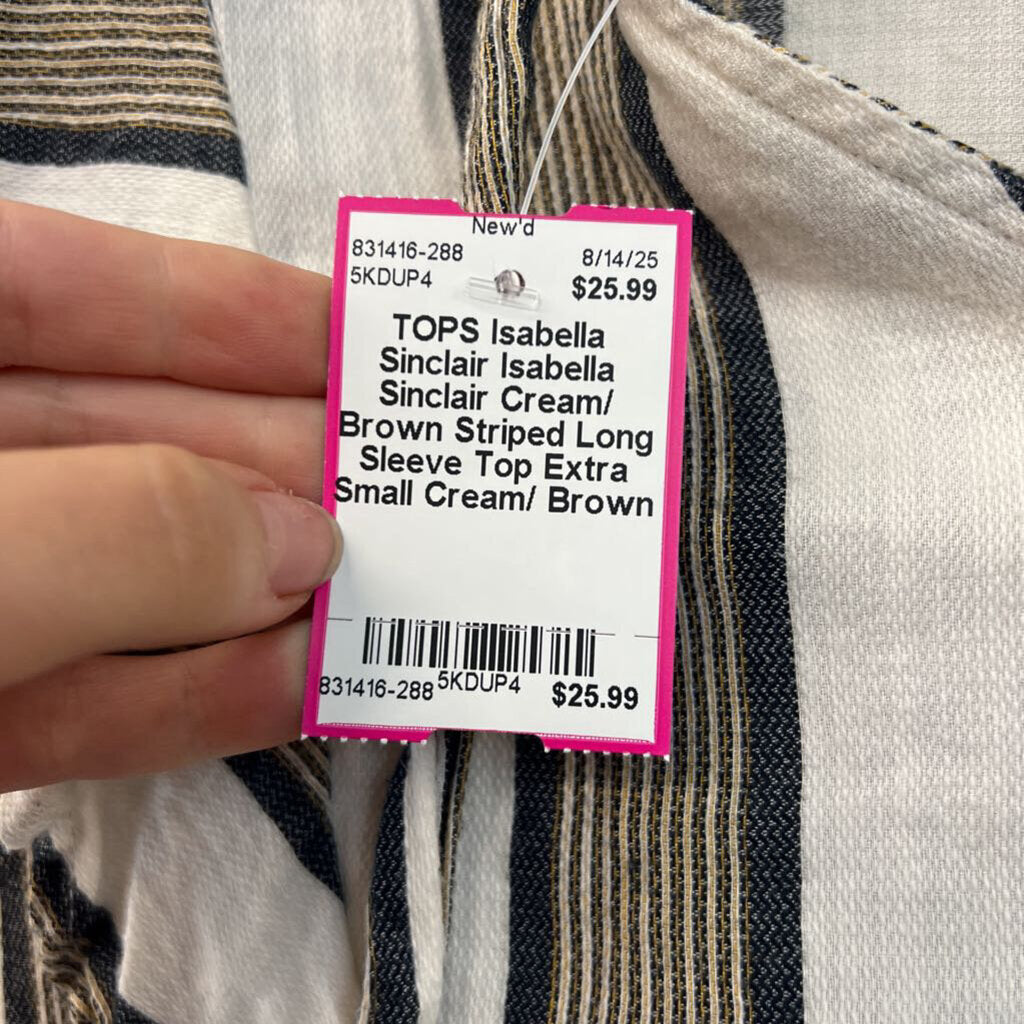 New'd
831416-288 8/14/25
5KDUP4 $25.99
TOPS Isabella
Sinclair Isabella
Sinclair Cream/
Brown Striped Long
Sleeve Top Extra
Small Cream/ Brown
831416-288 5KDUP4 $25.99